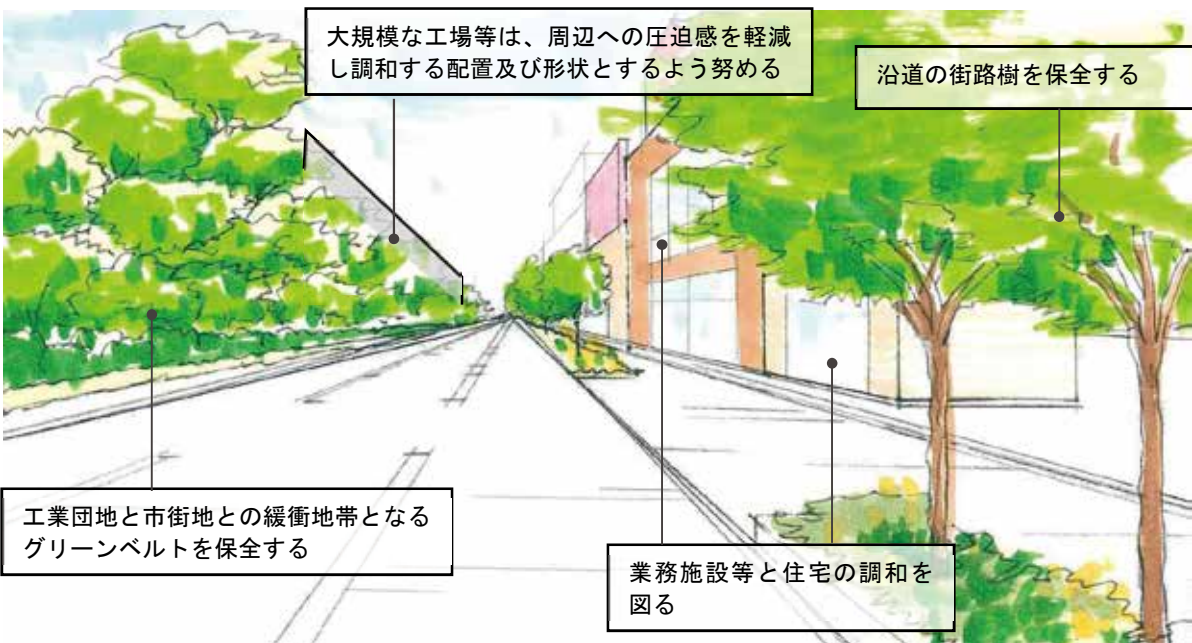 大規模な工場等は、周辺への圧迫感を軽減
し調和する配置及び形状とするよう努める
沿道の街路樹を保全する
工業団地と市街地との緩衝地帯となる
グリーンベルトを保全する
業務施設等と住宅の調和を
図る